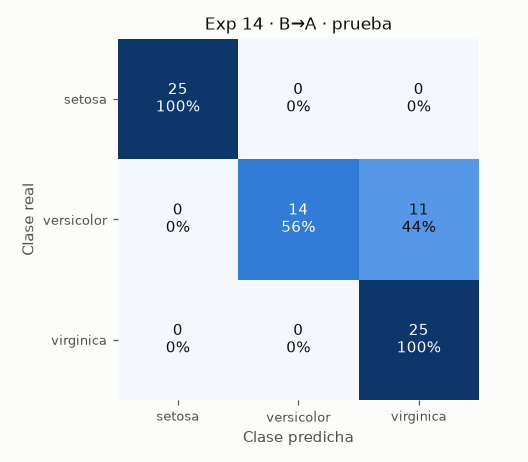 Exp 14 · B→A · prueba
setosa
25
100%
0
0%
0
0%
versicolor
0
0%
14
56%
11
44%
virginica
0
0%
0
0%
25
100%
setosa
versicolor
virginica
Clase predicha
Clase real